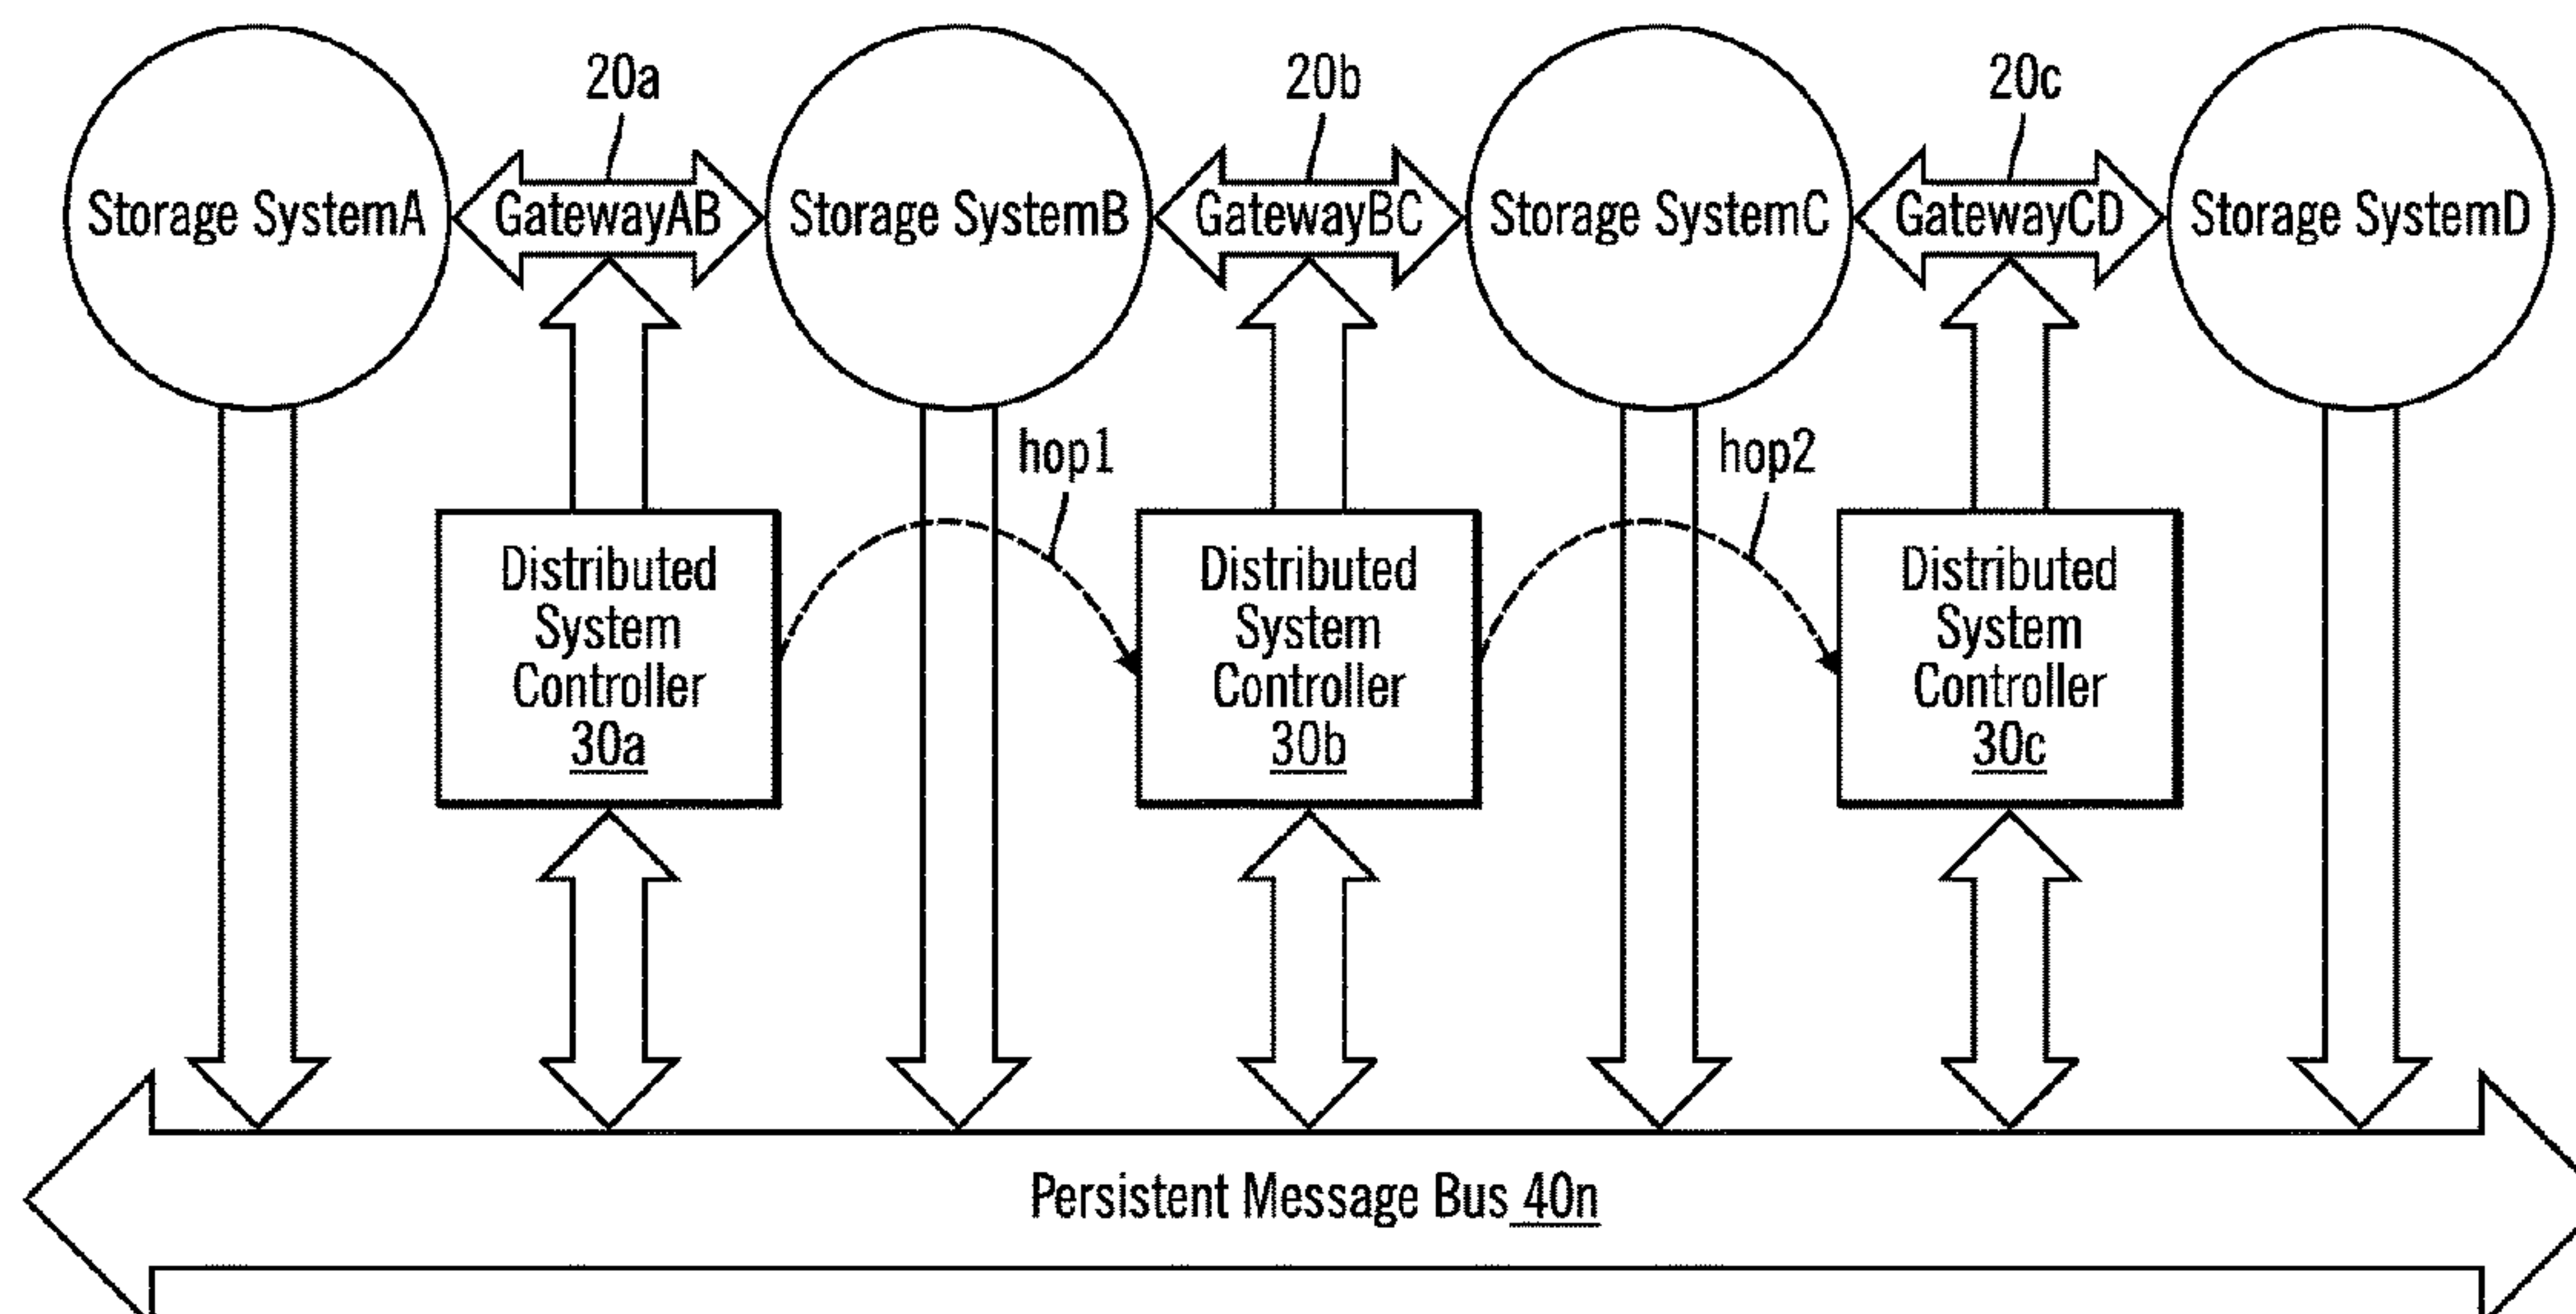 20a
20b
20c
Storage SystemA
GatewayAB
Storage SystemB
GatewayBC
Storage SystemC
GatewayCD
Storage SystemD
hop1
hop2
Distributed
System
Controller
30a
Distributed
System
Controller
30b
Distributed
System
Controller
30c
Persistent Message Bus 40n